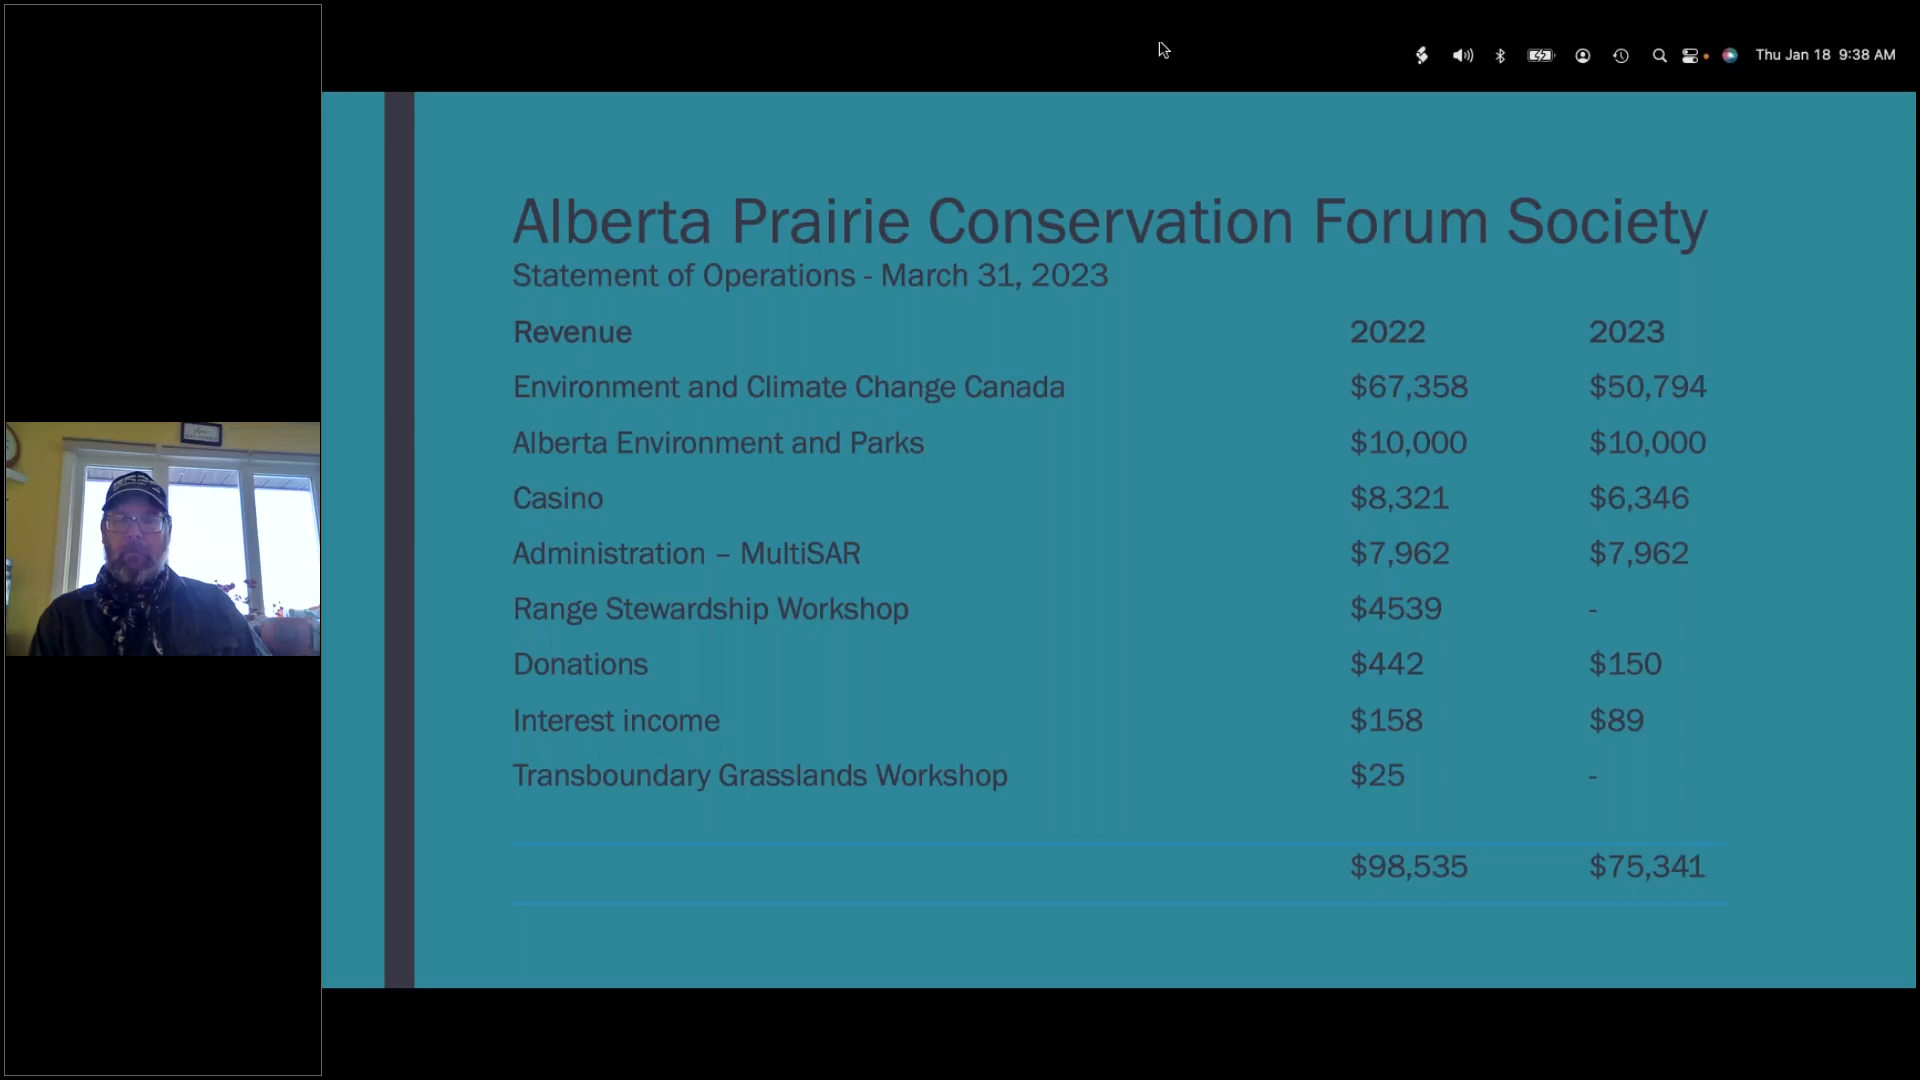 Thu Jan 18 9:38 AM
Alberta Prairie Conservation Forum Society
Statement of Operations - March 31, 2023
Revenue 2022 2023
Environment and Climate Change Canada $67,358 $50,794
Alberta Environment and Parks $10,000 $10,000
Casino $8,321 $6,346
Administration – MultiSAR $7,962 $7,962
Range Stewardship Workshop $4539 -
Donations $442 $150
Interest income $158 $89
Transboundary Grasslands Workshop $25 -
$98,535 $75,341